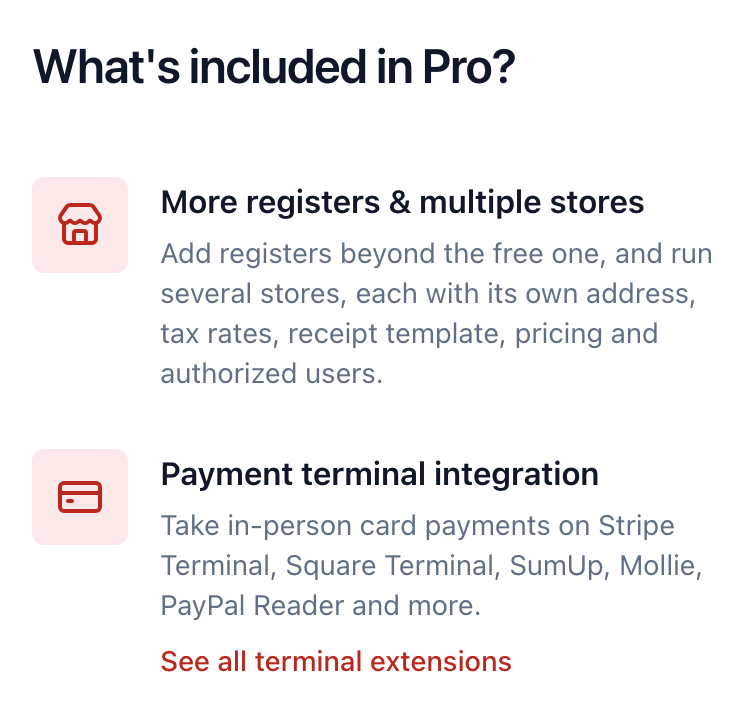 What's included in Pro?
More registers & multiple stores
Add registers beyond the free one, and run
several stores, each with its own address,
tax rates, receipt template, pricing and
authorized users.
Payment terminal integration
Take in-person card payments on Stripe
Terminal, Square Terminal, SumUp, Mollie,
PayPal Reader and more.
See all terminal extensions